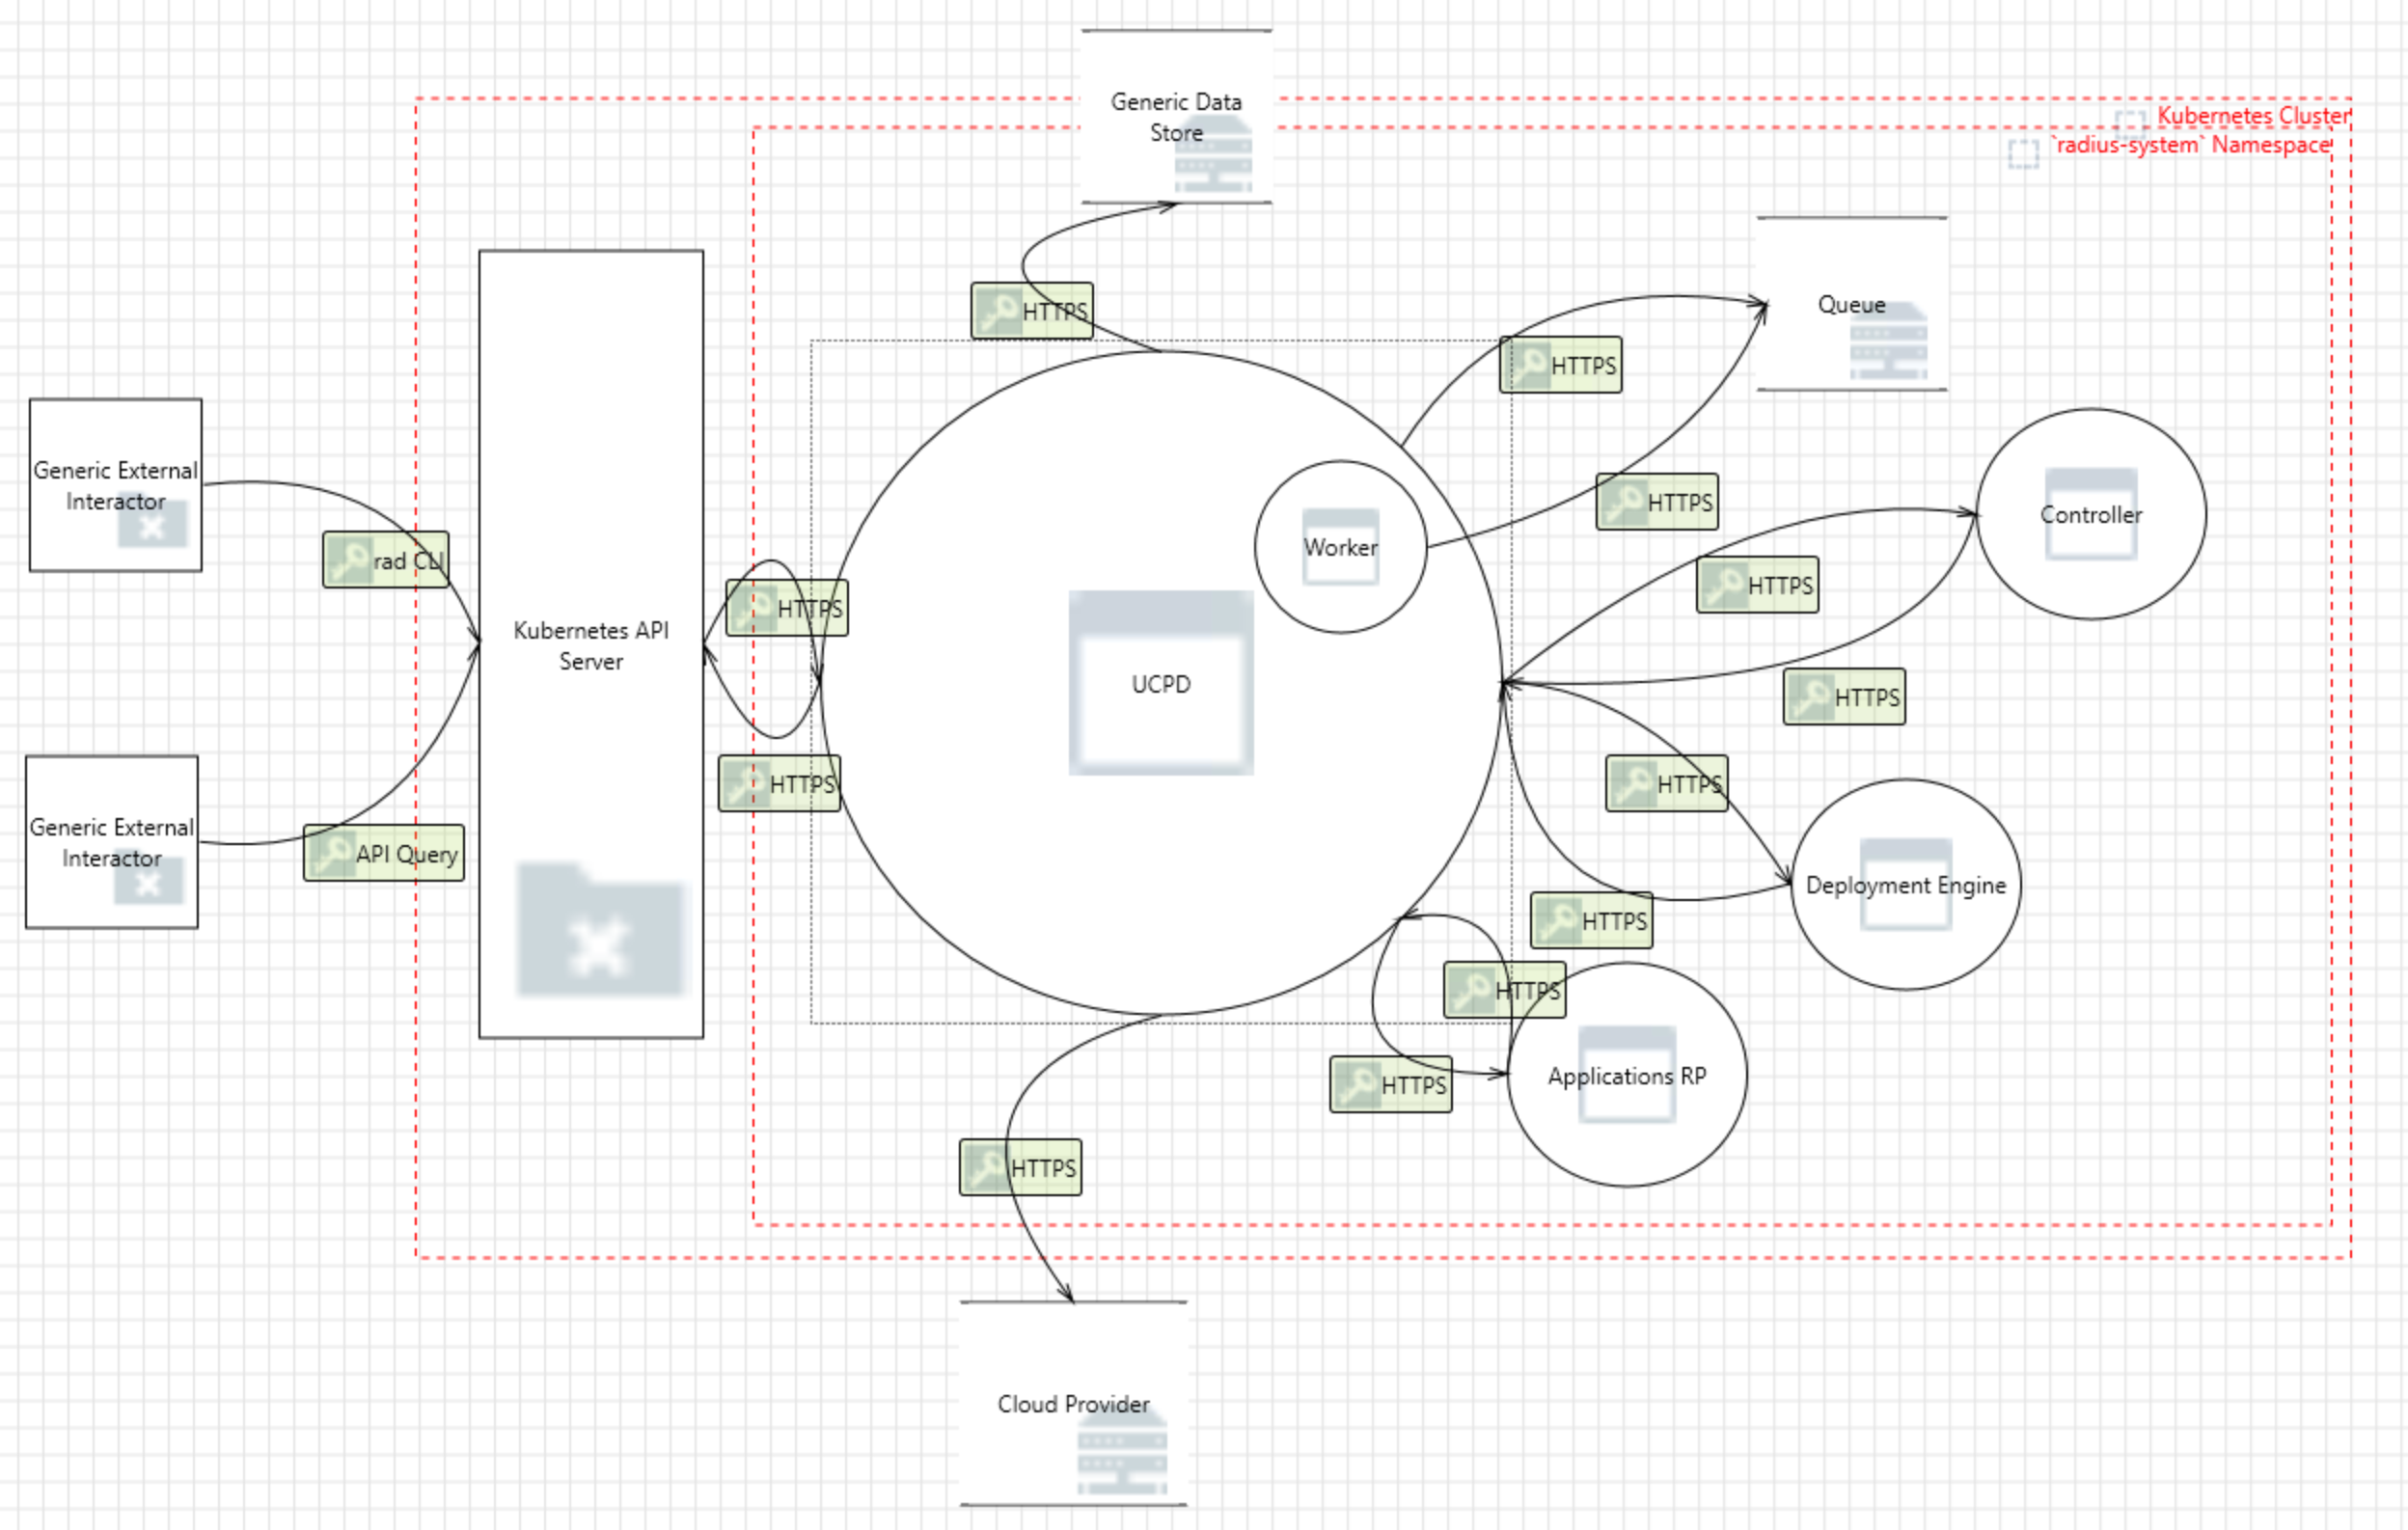 Generic Data
Store
Kubernetes Cluster
`radius-system` Namespace
HTTPS
Queue
HTTPS
Generic External
Interactor
HTTPS
Controller
rad CLI
Worker
HTTPS
HTTPS
Kubernetes API
Server
UCPD
HTTPS
HTTPS
HTTPS
Generic External
Interactor
API Query
Deployment Engine
HTTPS
HTTPS
HTTPS
Applications RP
HTTPS
Cloud Provider